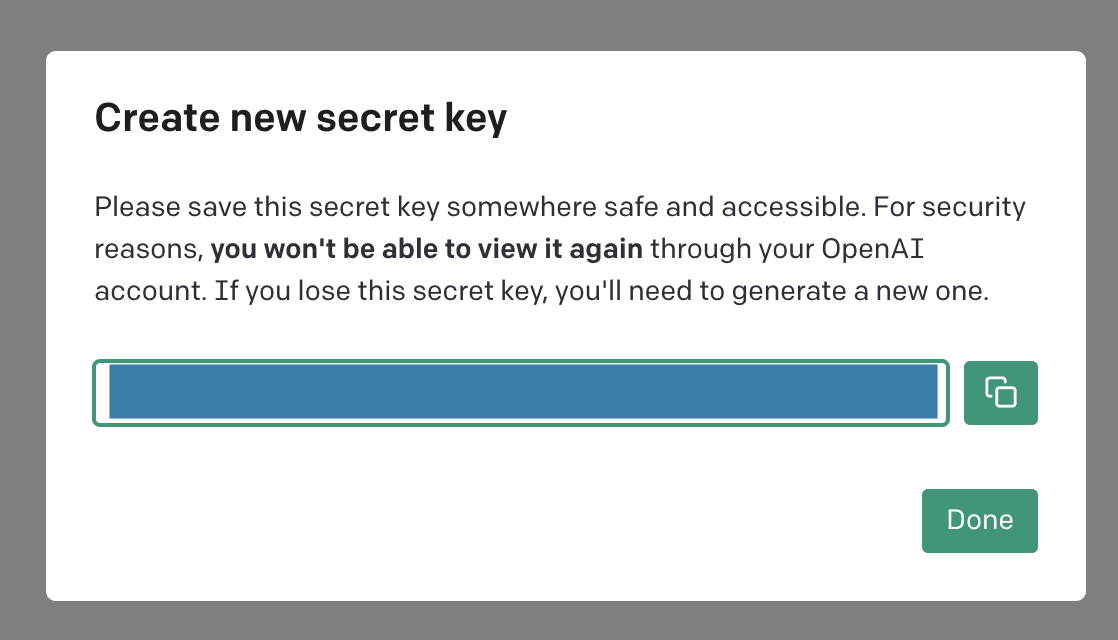 Create new secret key
Please save this secret key somewhere safe and accessible. For security
reasons, you won't be able to view it again through your OpenAI
account. If you lose this secret key, you'll need to generate a new one.
Done